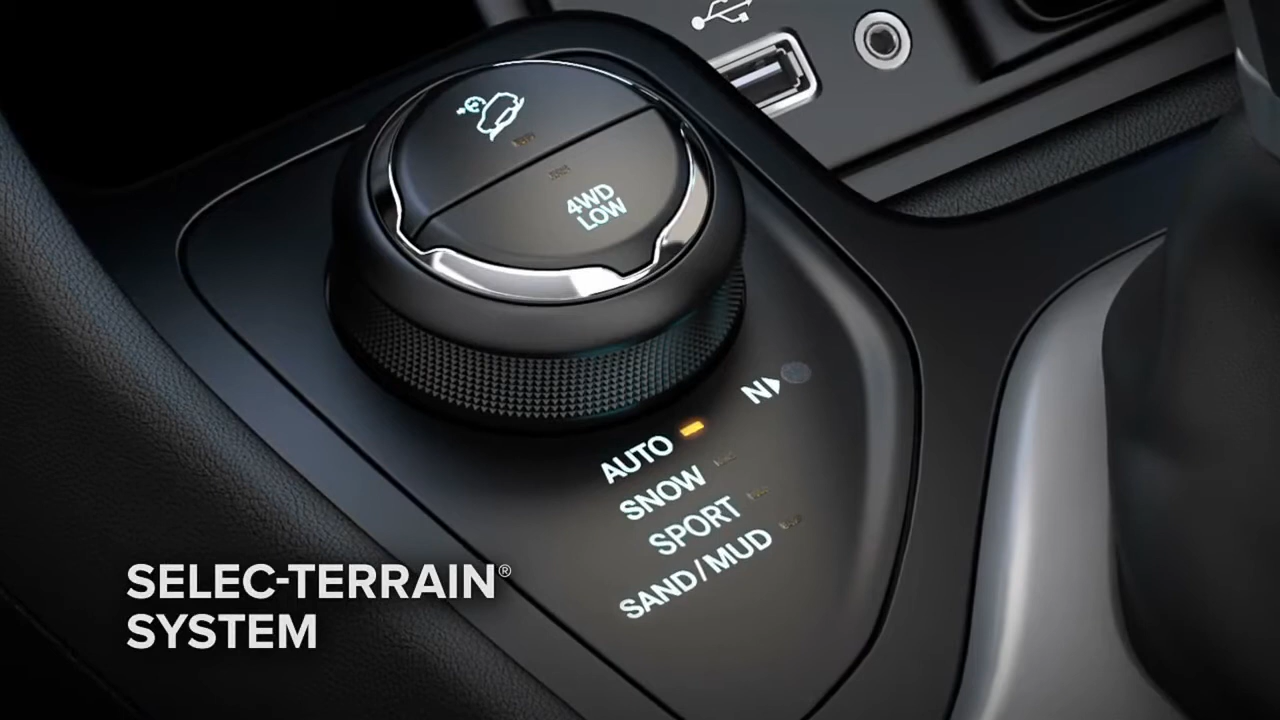 4WD
LOW
N
AUTO
SNOW
SPORT
SAND/MUD
SELEC-TERRAIN®
SYSTEM